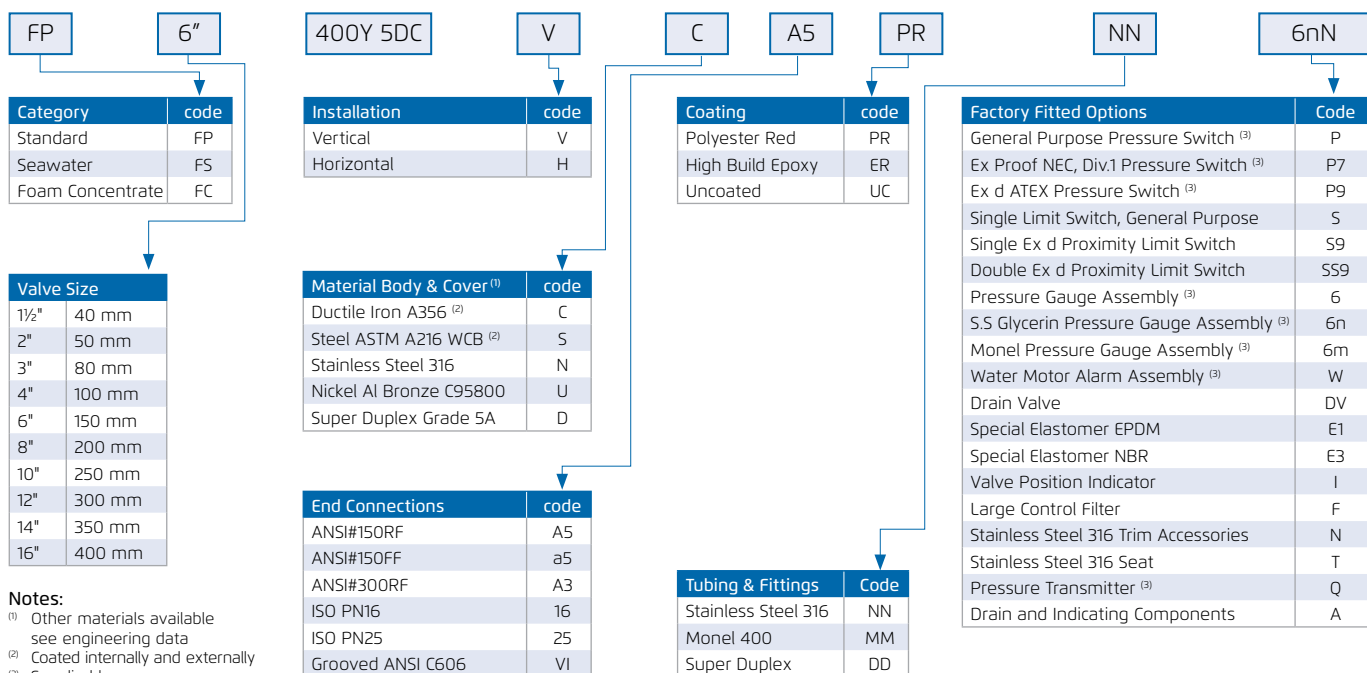 FP 6" 400Y 5DC V C A5 PR NN 6nN
Category code
Standard FP
Seawater FS
Foam Concentrate FC
Valve Size
1½" 40 mm
2" 50 mm
3" 80 mm
4" 100 mm
6" 150 mm
8" 200 mm
10" 250 mm
12" 300 mm
14" 350 mm
16" 400 mm
Notes:
(1) Other materials available
see engineering data
(2) Coated internally and externally
Installation code
Vertical V
Horizontal H
Material Body & Cover (1) code
Ductile Iron A356 (2) C
Steel ASTM A216 WCB (2) S
Stainless Steel 316 N
Nickel Al Bronze C95800 U
Super Duplex Grade 5A D
End Connections code
ANSI#150RF A5
ANSI#150FF a5
ANSI#300RF A3
ISO PN16 16
ISO PN25 25
Grooved ANSI C606 VI
Coating code
Polyester Red PR
High Build Epoxy ER
Uncoated UC
Tubing & Fittings Code
Stainless Steel 316 NN
Monel 400 MM
Super Duplex DD
Factory Fitted Options Code
General Purpose Pressure Switch (3) P
Ex Proof NEC, Div.1 Pressure Switch (3) P7
Ex d ATEX Pressure Switch (3) P9
Single Limit Switch, General Purpose S
Single Ex d Proximity Limit Switch S9
Double Ex d Proximity Limit Switch SS9
Pressure Gauge Assembly (3) 6
S.S Glycerin Pressure Gauge Assembly (3) 6n
Monel Pressure Gauge Assembly (3) 6m
Water Motor Alarm Assembly (3) W
Drain Valve DV
Special Elastomer EPDM E1
Special Elastomer NBR E3
Valve Position Indicator I
Large Control Filter F
Stainless Steel 316 Trim Accessories N
Stainless Steel 316 Seat T
Pressure Transmitter (3) Q
Drain and Indicating Components A